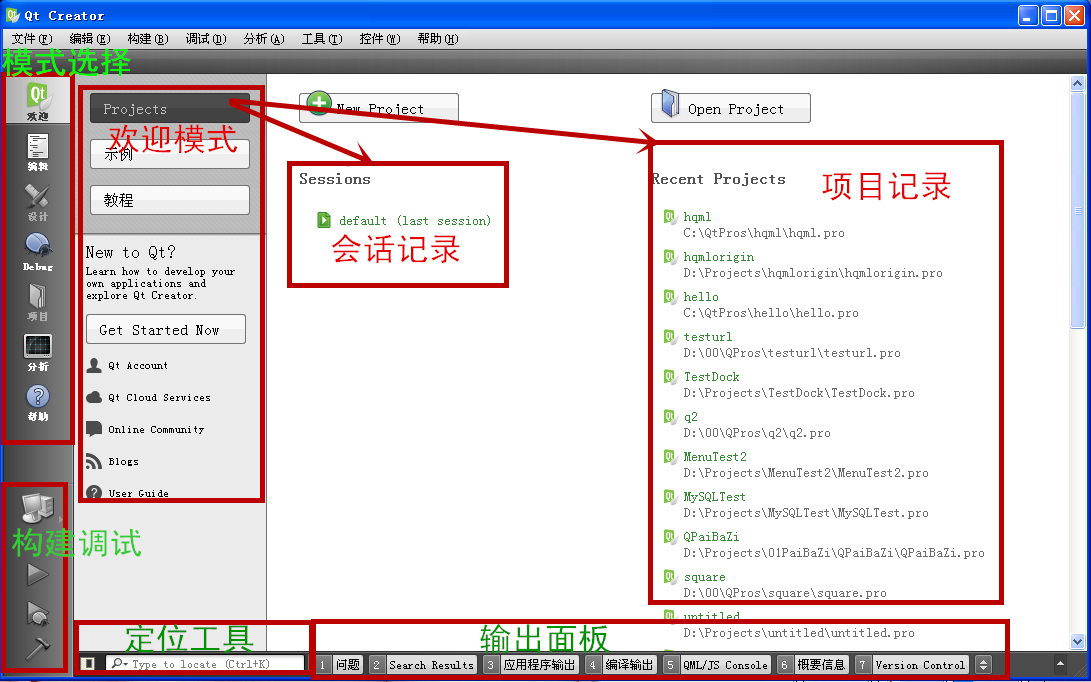 Qt Creator
文件(F) 编辑(E) 构建(B) 调试(D) 分析(A) 工具(T) 控件(W) 帮助(H)
模式选择
欢迎
编辑
设计
Debug
项目
分析
帮助
构建调试
Projects
欢迎模式
示例
教程
New to Qt?
Learn how to develop your
own applications and
explore Qt Creator.
Get Started Now
Qt Account
Qt Cloud Services
Online Community
Blogs
User Guide
New Project
Open Project
Sessions
default (last session)
会话记录
Recent Projects
项目记录
hqml
C:\QtPros\hqml\hqml.pro
hqmlorigin
D:\Projects\hqmlorigin\hqmlorigin.pro
hello
C:\QtPros\hello\hello.pro
testurl
D:\00\QPros\testurl\testurl.pro
TestDock
D:\Projects\TestDock\TestDock.pro
q2
D:\00\QPros\q2\q2.pro
MenuTest2
D:\Projects\MenuTest2\MenuTest2.pro
MySQLTest
D:\Projects\MySQLTest\MySQLTest.pro
QPaiBaZi
D:\Projects\01PaiBaZi\QPaiBaZi\QPaiBaZi.pro
square
D:\00\QPros\square\square.pro
untitled
D:\Projects\untitled\untitled.pro
定位工具
输出面板
Type to locate (Ctrl+K)
1 问题 2 Search Results 3 应用程序输出 4 编译输出 5 QML/JS Console 6 概要信息 7 Version Control